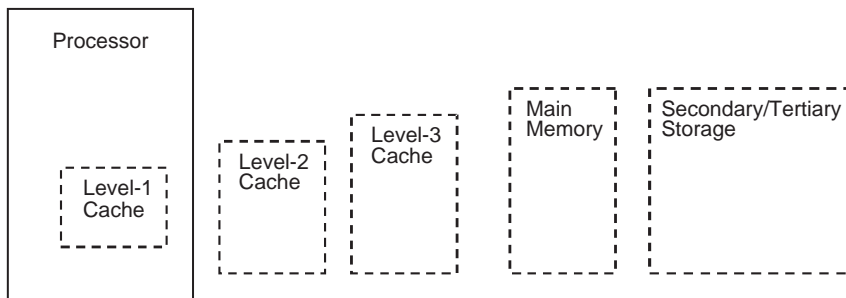 Processor
Level-1
Cache
Level-2
Cache
Level-3
Cache
Main
Memory
Secondary/Tertiary
Storage